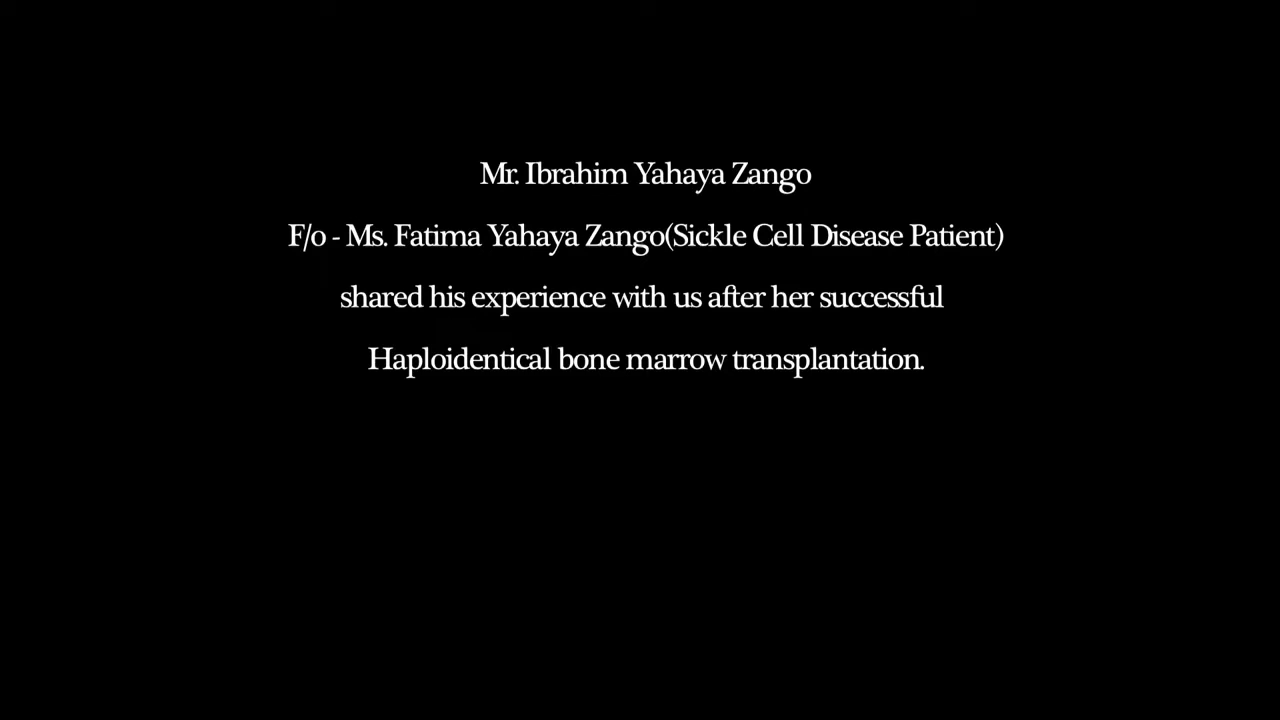 Mr. Ibrahim Yahaya Zango
F/o - Ms. Fatima Yahaya Zango(Sickle Cell Disease Patient)
shared his experience with us after her successful
Haploidentical bone marrow transplantation.